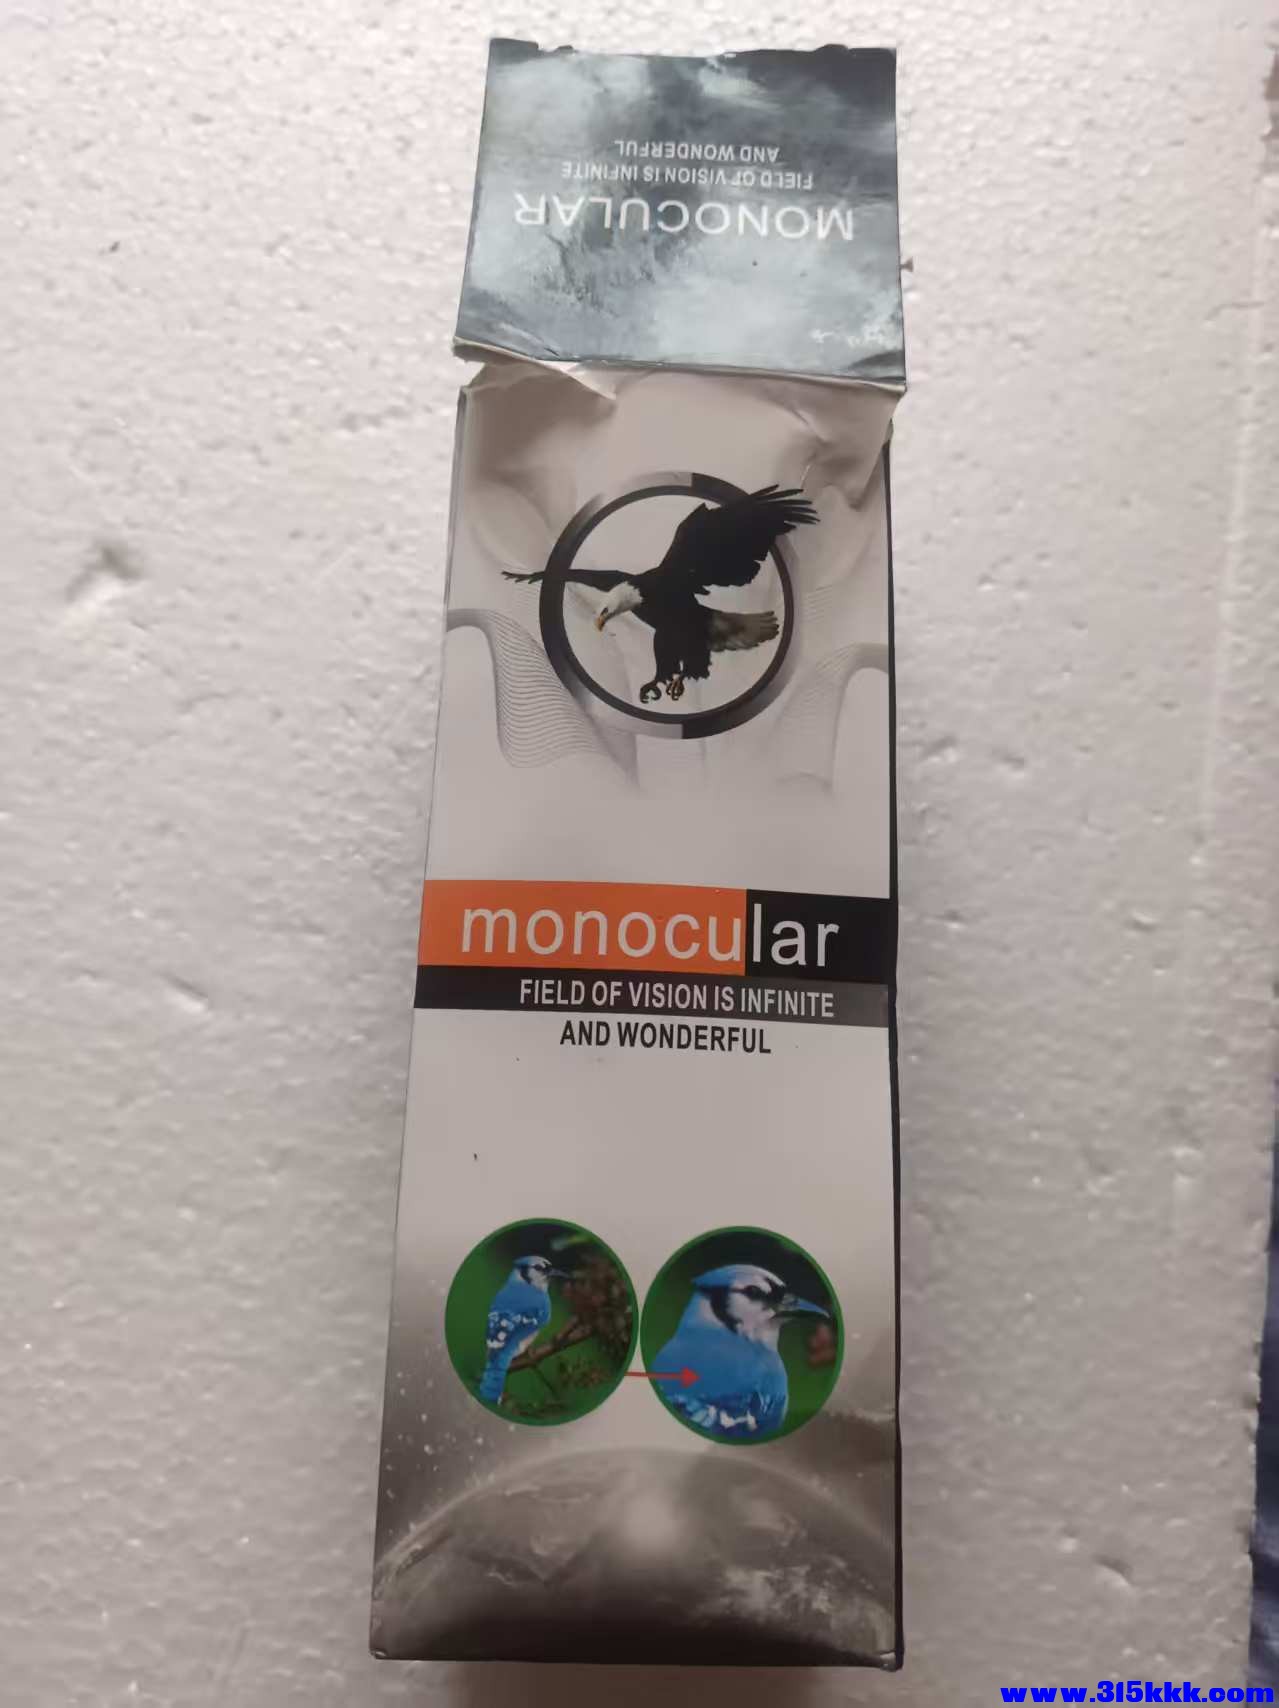 MONOCULAR
FIELD OF VISION IS INFINITE
AND WONDERFUL
monocular
FIELD OF VISION IS INFINITE
AND WONDERFUL
www.315kkk.com